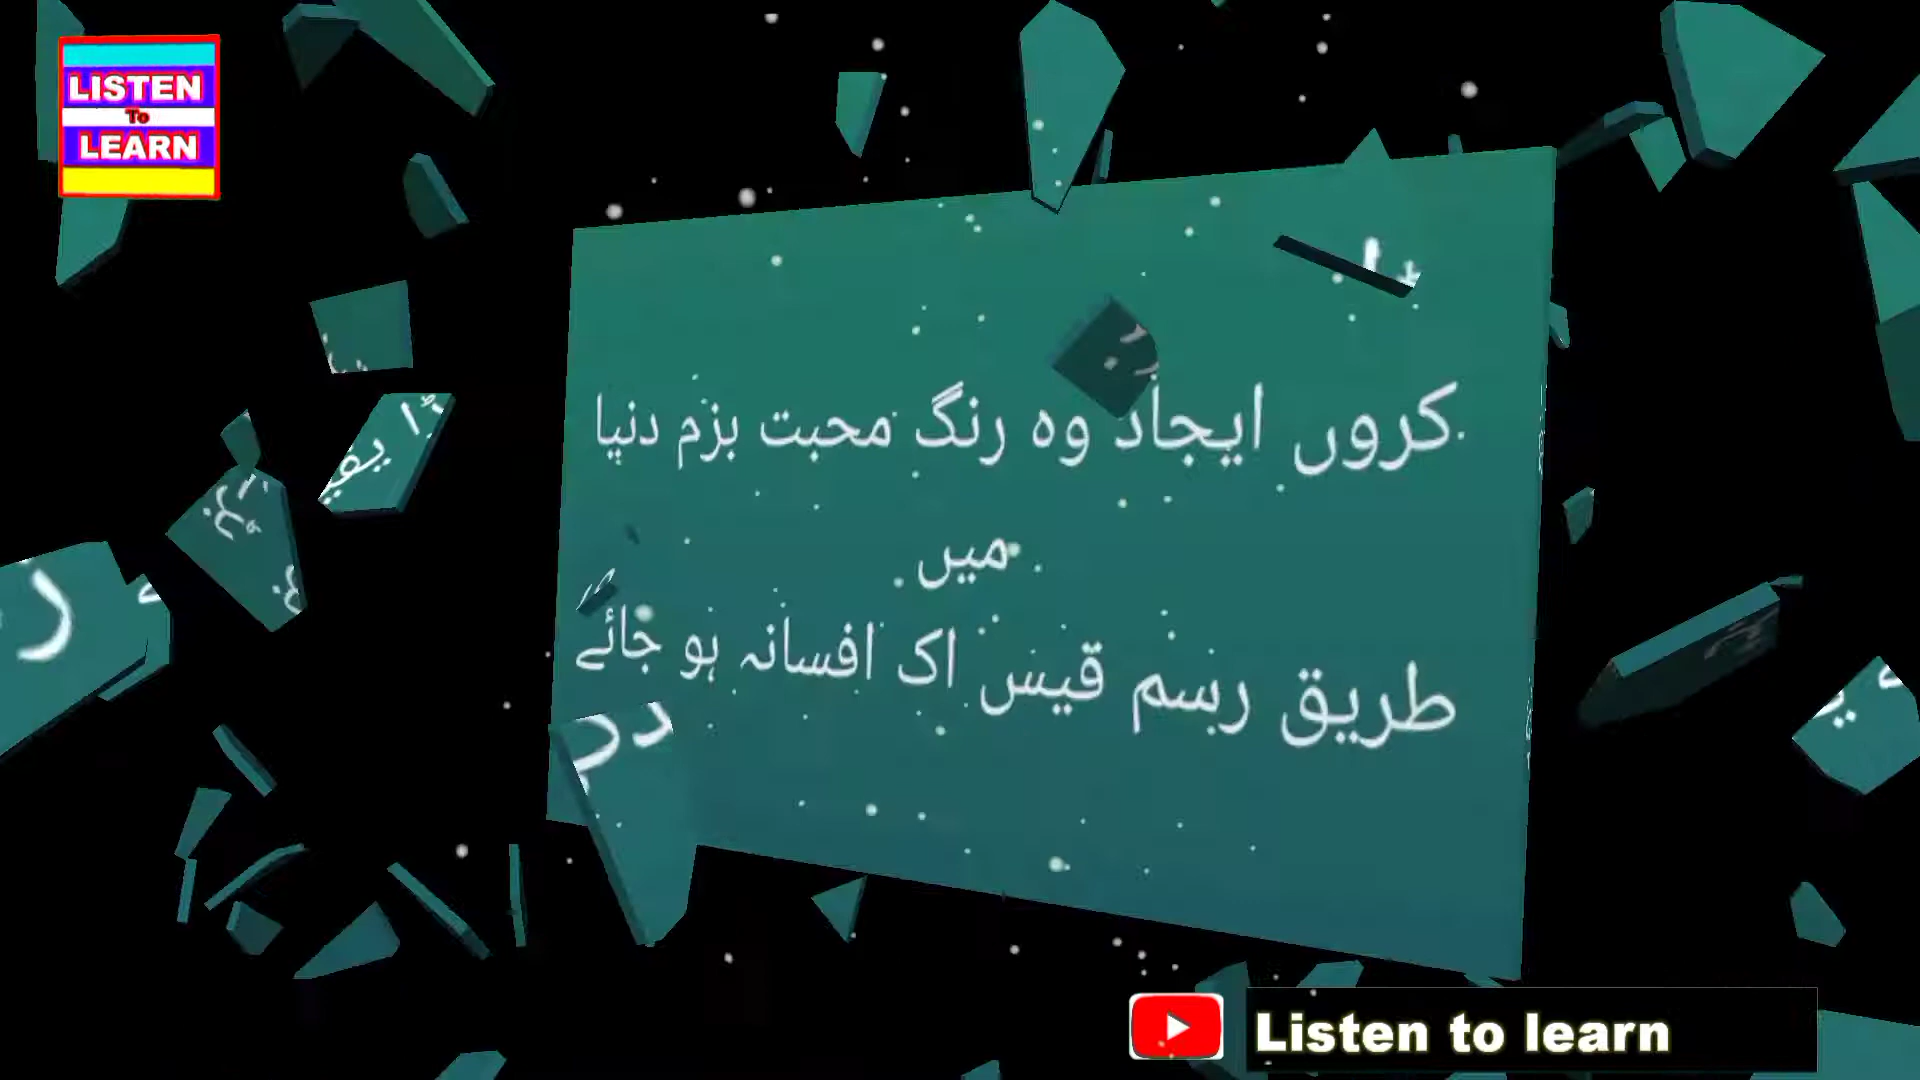 LISTEN
To
LEARN
کروں ایجاد وہ رنگ محبت بزم دنیا
میں
طریق رسم قیس اک افسانہ ہو جائے
Listen to learn